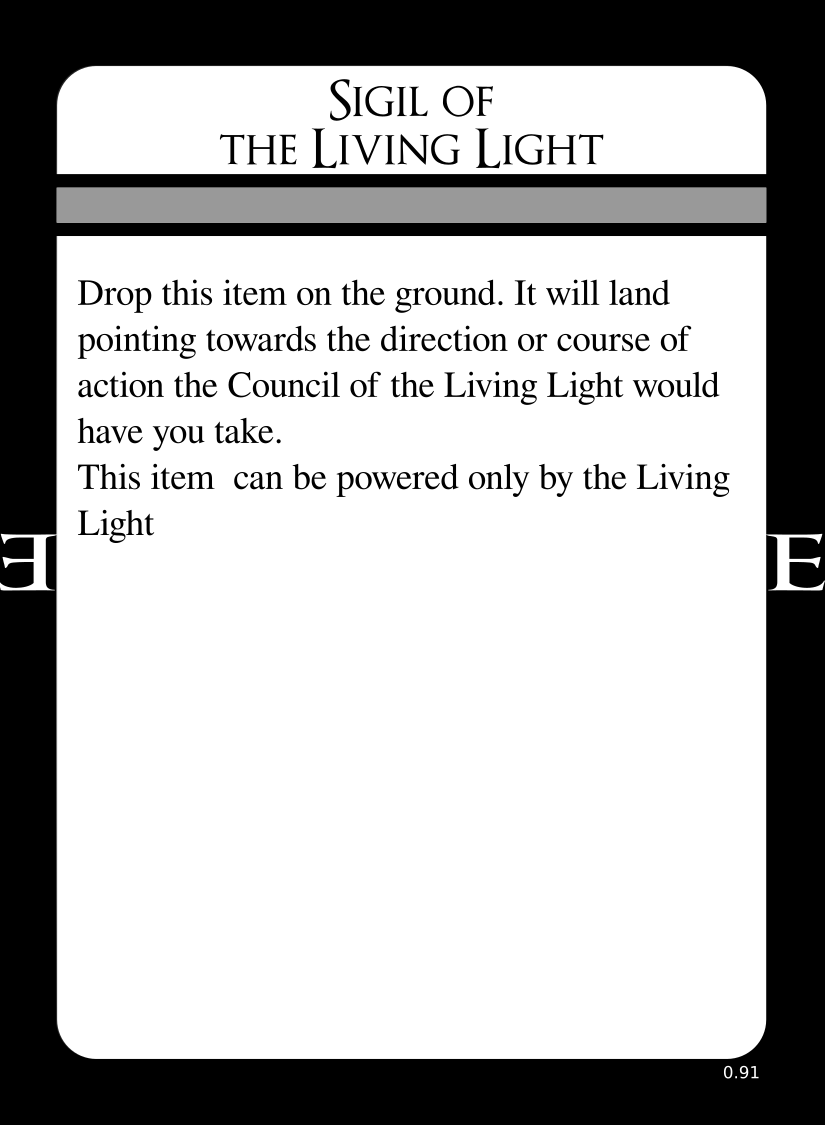 Sigil of
the Living Light
Drop this item on the ground. It will land
pointing towards the direction or course of
action the Council of the Living Light would
have you take.
This item  can be powered only by the Living
Light
E
E
0.91